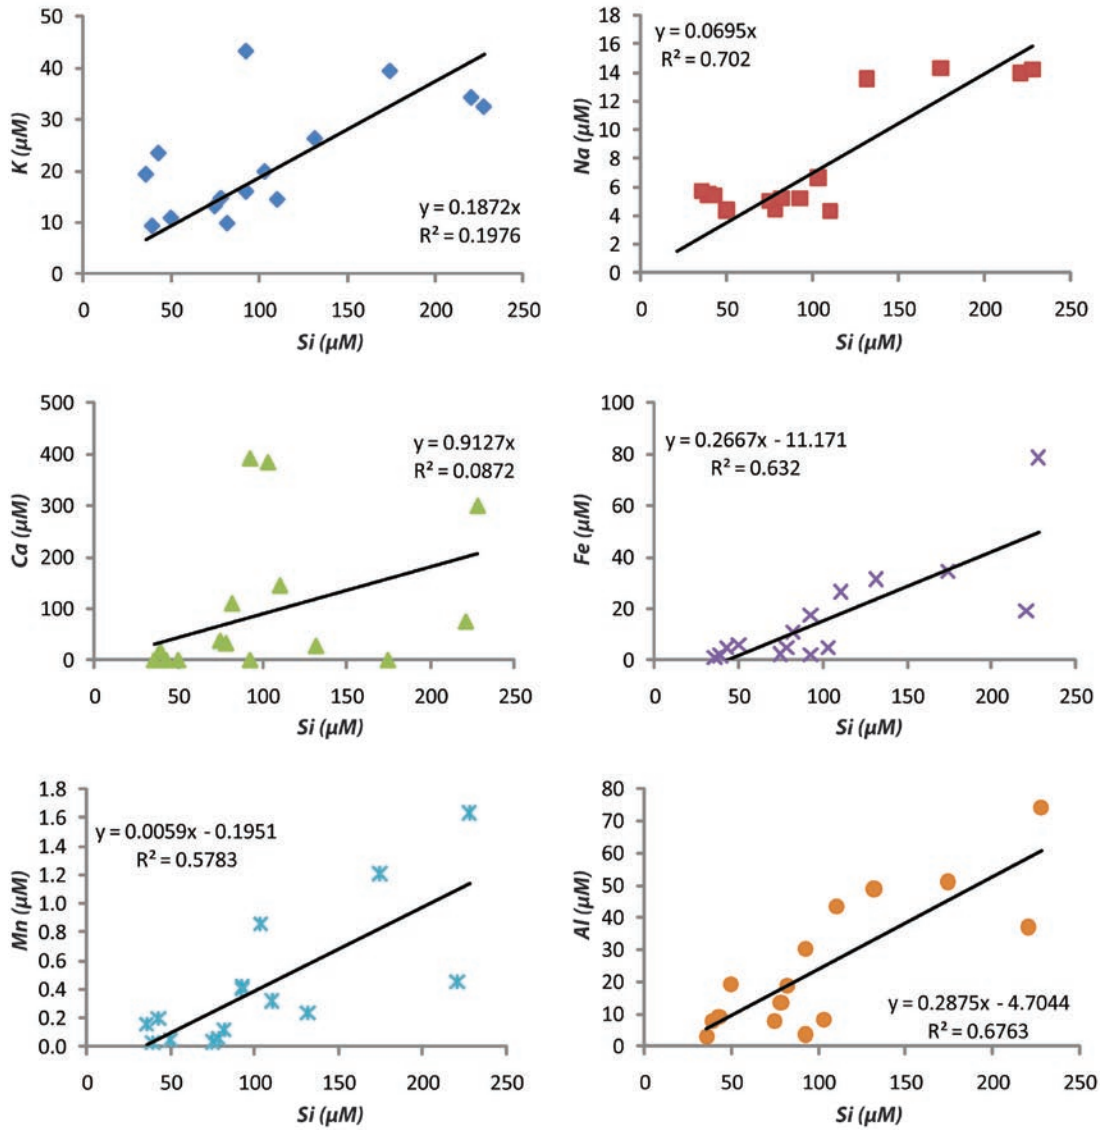 50
40
30
20
10
0
K (µM)
y = 0.1872x
R² = 0.1976
0 50 100 150 200 250
Si (µM)
18
16
14
12
10
8
6
4
2
0
Na (µM)
y = 0.0695x
R² = 0.702
0 50 100 150 200 250
Si (µM)
500
400
300
200
100
0
Ca (µM)
y = 0.9127x
R² = 0.0872
0 50 100 150 200 250
Si (µM)
100
80
60
40
20
0
Fe (µM)
y = 0.2667x - 11.171
R² = 0.632
0 50 100 150 200 250
Si (µM)
1.8
1.6
1.4
1.2
1.0
0.8
0.6
0.4
0.2
0.0
Mn (µM)
y = 0.0059x - 0.1951
R² = 0.5783
0 50 100 150 200 250
Si (µM)
80
70
60
50
40
30
20
10
0
Al (µM)
y = 0.2875x - 4.7044
R² = 0.6763
0 50 100 150 200 250
Si (µM)